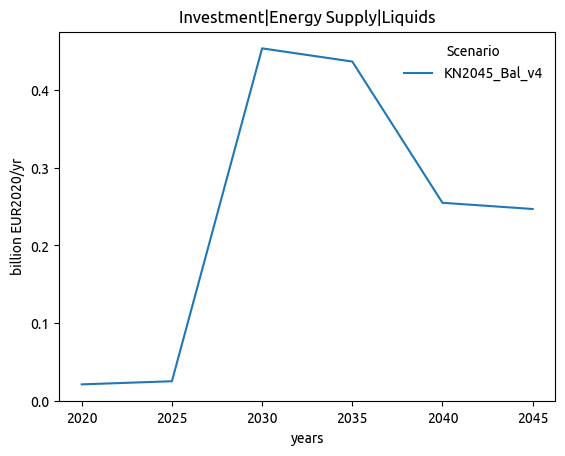 Investment|Energy Supply|Liquids
Scenario
KN2045_Bal_v4
billion EUR2020/yr
0.4
0.3
0.2
0.1
0.0
2020 2025 2030 2035 2040 2045
years